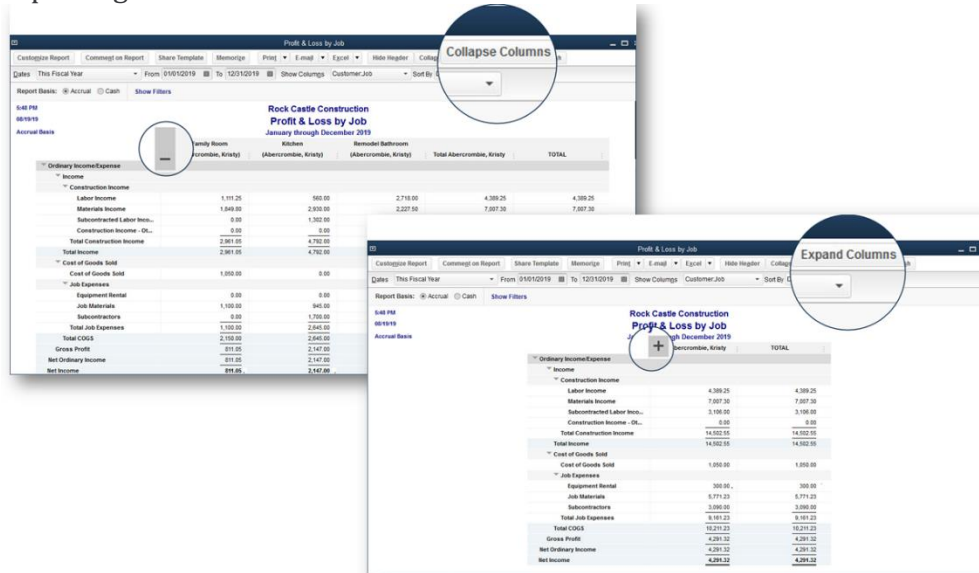 Profit & Loss by Job
Customize Report Comment on Report Share Template Memorize Print E-mail Excel Hide Header
Collapse Columns
Dates This Fiscal Year From 01/01/2019 To 12/31/2019 Show Columns Customer:Job Sort By
Report Basis: Accrual Cash Show Filters
5:40 PM
08/19/19
Accrual Basis
Rock Castle Construction
Profit & Loss by Job
January through December 2019
Family Room Kitchen Remodel Bathroom
(Abercrombie, Kristy) (Abercrombie, Kristy) Total Abercrombie, Kristy TOTAL
Ordinary Income/Expense
Income
Construction Income
Labor Income 1,111.25 560.00 2,718.00 4,389.25 4,389.25
Materials Income 1,849.80 2,930.00 2,227.50 7,007.30 7,007.30
Subcontracted Labor Inco... 0.00 1,302.00
Construction Income - Ot... 0.00 0.00
Total Construction Income 2,961.05 4,792.00
Total Income 2,961.05 4,792.00
Cost of Goods Sold
Cost of Goods Sold 1,050.00 0.00
Job Expenses
Equipment Rental 0.00 0.00
Job Materials 1,100.00 945.00
Subcontractors 0.00 1,700.00
Total Job Expenses 1,100.00 2,645.00
Total COGS 2,150.00 2,645.00
Gross Profit 811.05 2,147.00
Net Ordinary Income 811.05 2,147.00
Net Income 811.05 2,147.00
Profit & Loss by Job
Customize Report Comment on Report Share Template Memorize Print E-mail Excel Hide Header
Expand Columns
Dates This Fiscal Year From 01/01/2019 To 12/31/2019 Show Columns Customer:Job Sort By
Report Basis: Accrual Cash Show Filters
5:40 PM
08/19/19
Accrual Basis
Rock Castle Construction
Profit & Loss by Job
December 2019
TOTAL
Ordinary Income/Expense
Income
Construction Income
Labor Income 4,389.25 4,389.25
Materials Income 7,007.30 7,007.30
Subcontracted Labor Inco... 3,106.00 3,106.00
Construction Income - Ot... 0.00 0.00
Total Construction Income 14,502.55 14,502.55
Total Income 14,502.55 14,502.55
Cost of Goods Sold
Cost of Goods Sold 1,050.00 1,050.00
Job Expenses
Equipment Rental 300.00 300.00
Job Materials 5,771.23 5,771.23
Subcontractors 3,090.00 3,090.00
Total Job Expenses 9,161.23 9,161.23
Total COGS 10,211.23 10,211.23
Gross Profit 4,291.32 4,291.32
Net Ordinary Income 4,291.32 4,291.32
Net Income 4,291.32 4,291.32